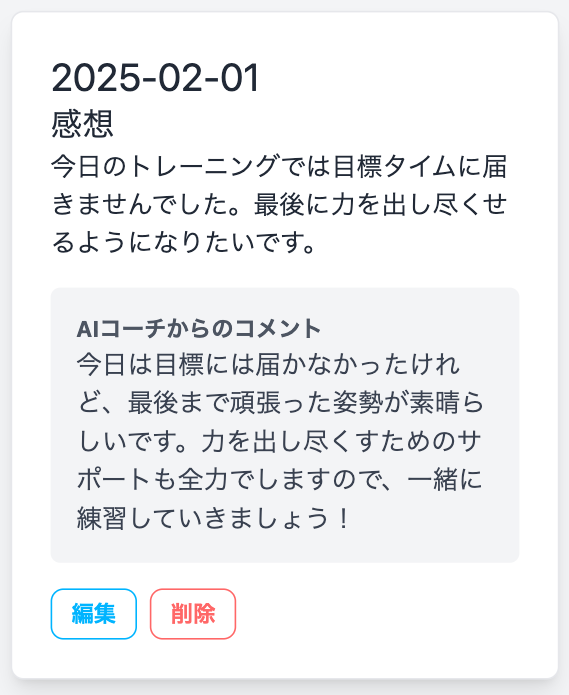 2025-02-01
感想
今日のトレーニングでは目標タイムに届
きませんでした。最後に力を出し尽くせ
るようになりたいです。
AIコーチからのコメント
今日は目標には届かなかったけれ
ど、最後まで頑張った姿勢が素晴ら
しいです。力を出し尽くすためのサ
ポートも全力でしますので、一緒に
練習していきましょう！
編集 削除